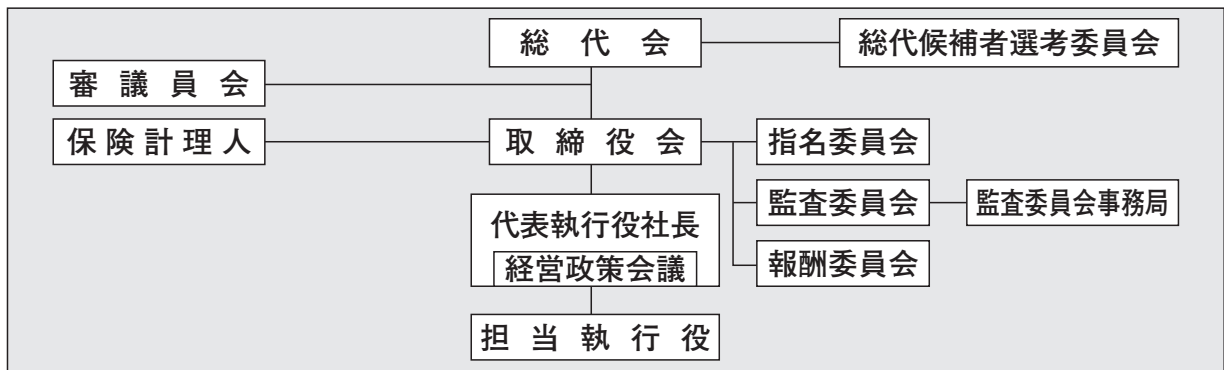 総代会
総代候補者選考委員会
審議員会
保険計理人
取締役会
指名委員会
監査委員会
監査委員会事務局
代表執行役社長
経営政策会議
報酬委員会
担当執行役